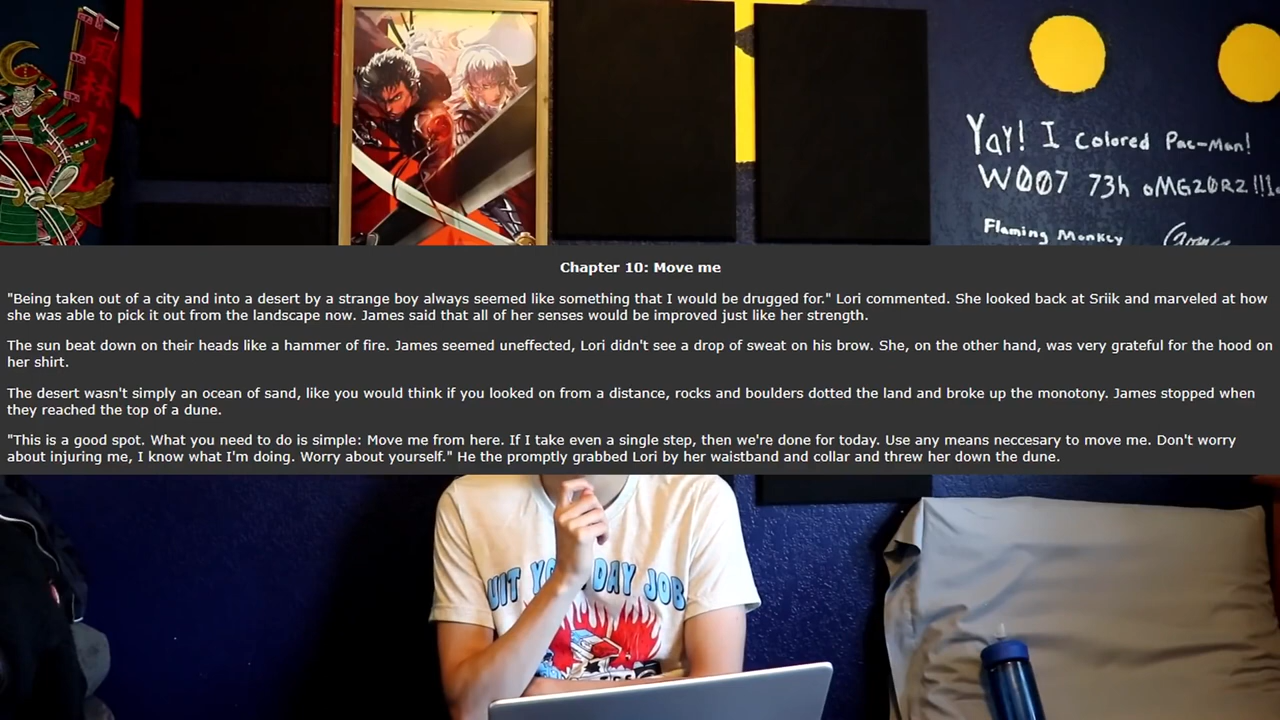 風林火
Yay! I Colored Pac-Man!
W007 73h oMG20R2 !!1
Flaming Monkey
Chapter 10: Move me
"Being taken out of a city and into a desert by a strange boy always seemed like something that I would be drugged for." Lori commented. She looked back at Sriik and marveled at how
she was able to pick it out from the landscape now. James said that all of her senses would be improved just like her strength.
The sun beat down on their heads like a hammer of fire. James seemed uneffected, Lori didn't see a drop of sweat on his brow. She, on the other hand, was very grateful for the hood on
her shirt.
The desert wasn't simply an ocean of sand, like you would think if you looked on from a distance, rocks and boulders dotted the land and broke up the monotony. James stopped when
they reached the top of a dune.
"This is a good spot. What you need to do is simple: Move me from here. If I take even a single step, then we're done for today. Use any means neccesary to move me. Don't worry
about injuring me, I know what I'm doing. Worry about yourself." He the promptly grabbed Lori by her waistband and collar and threw her down the dune.
UIT YO DAY JOB